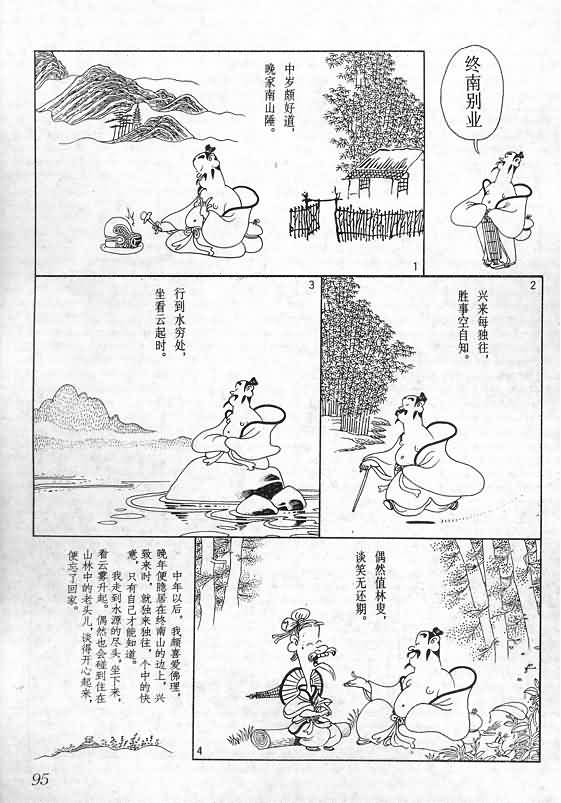 终南别业
中岁颇好道，
晚家南山陲。
1
2
兴来每独往，
胜事空自知。
3
行到水穷处，
坐看云起时。
偶然值林叟，
谈笑无还期。
4
中年以后，我颇喜爱佛理，
晚年便隐居在终南山的边上，兴
致来时，就独来独往，个中的快
意，只有自己才能知道。
我走到水源的尽头，坐下来，
看云雾升起。偶然也会碰到住在
山林中的老头儿，谈得开心起来，
便忘了回家。
95